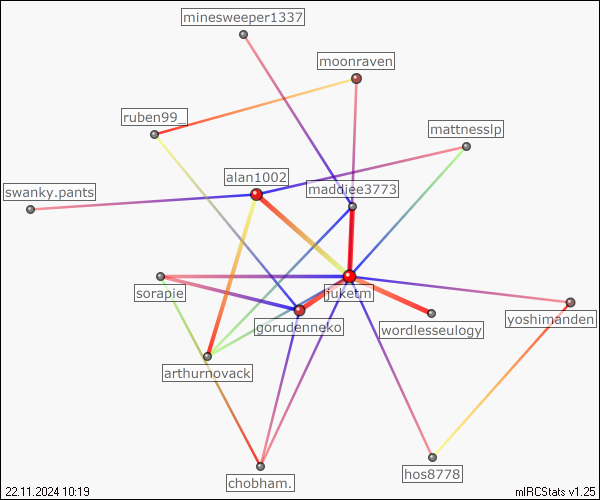 minesweeper1337
moonraven
ruben99_
mattnesslp
alan1002
maddiee3773
swanky.pants
sorapie
juketm
yoshimanden
gorudenneko
wordlesseulogy
arthurnovack
hos8778
chobham.
22.11.2024 10:19
mIRCStats v1.25